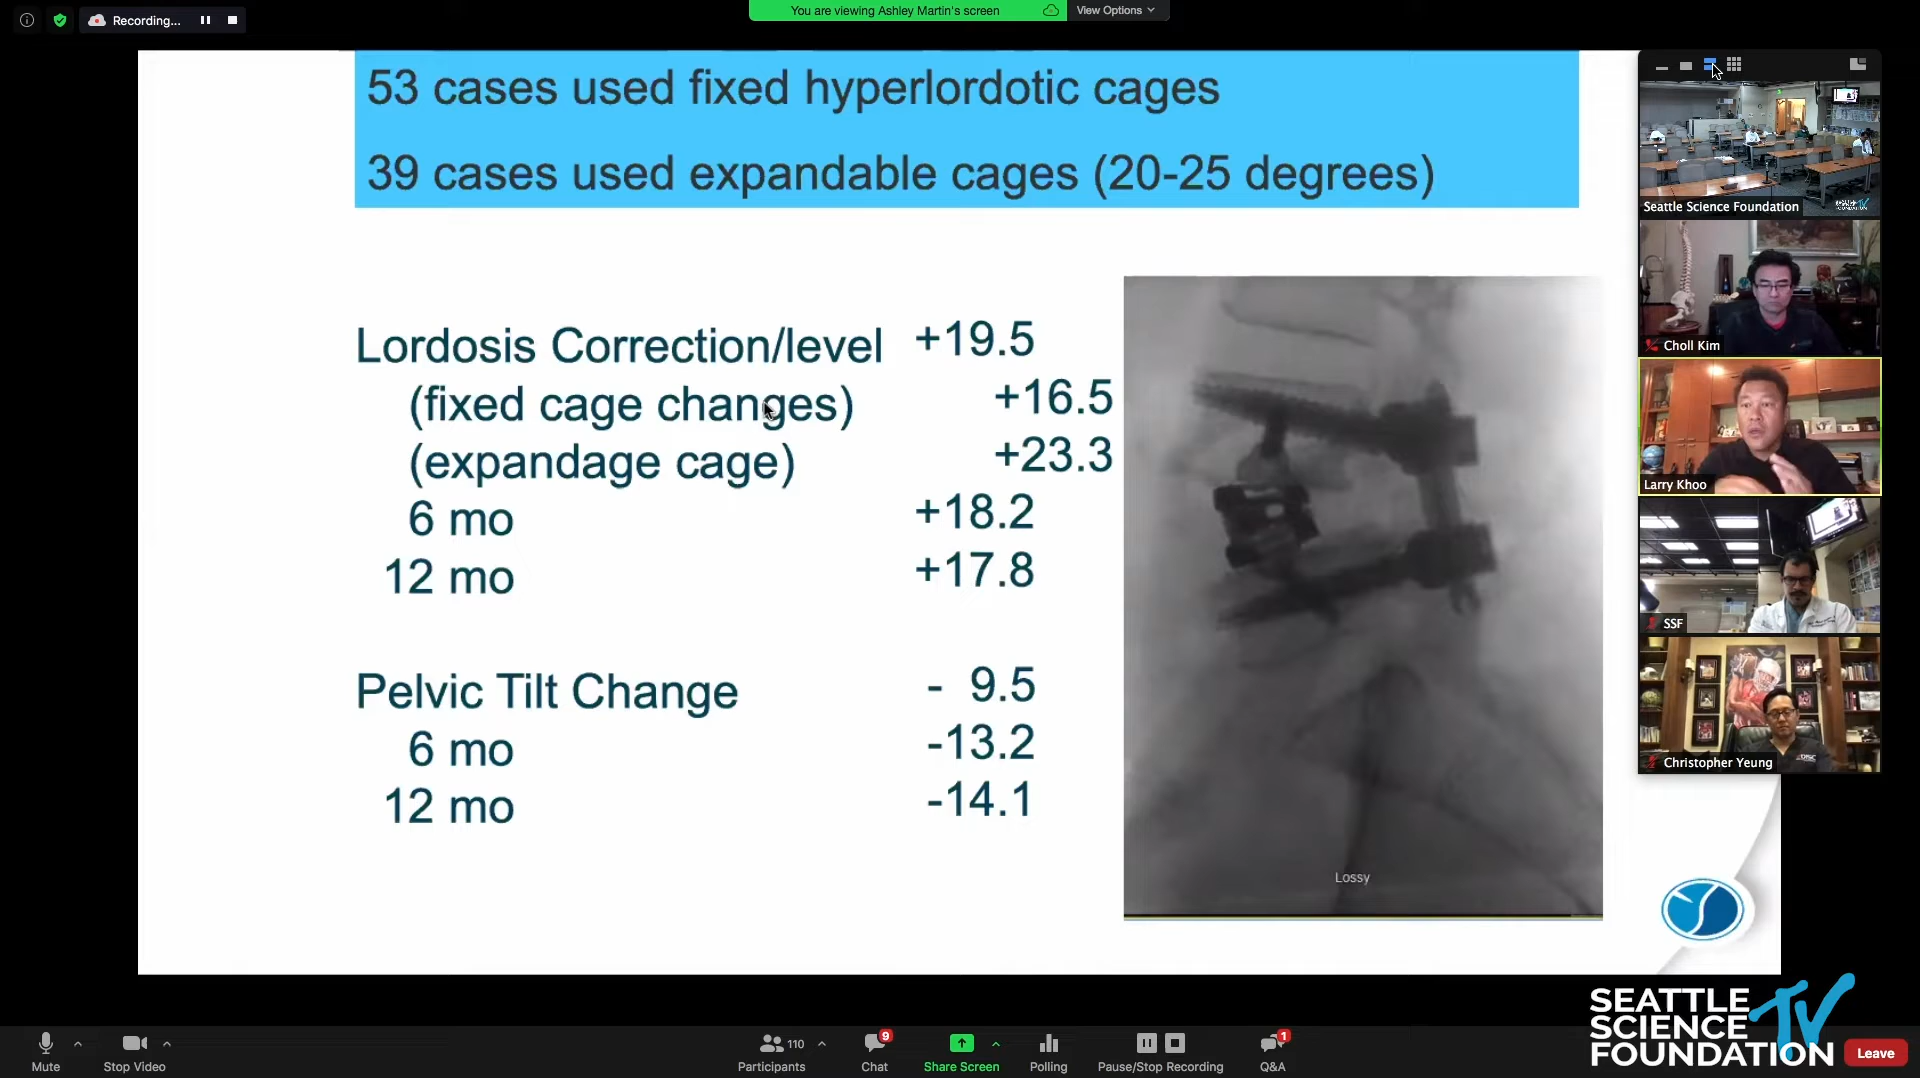 Recording...
You are viewing Ashley Martin's screen
View Options
53 cases used fixed hyperlordotic cages
39 cases used expandable cages (20-25 degrees)
Lordosis Correction/level +19.5
(fixed cage changes) +16.5
(expandage cage) +23.3
6 mo +18.2
12 mo +17.8
Pelvic Tilt Change - 9.5
6 mo -13.2
12 mo -14.1
Lossy
Seattle Science Foundation
Choll Kim
Larry Khoo
SSF
Christopher Yeung
SEATTLE
SCIENCE TV
FOUNDATION
Mute
Stop Video
110
Participants
9
Chat
Share Screen
Polling
Pause/Stop Recording
1
Q&A
Leave